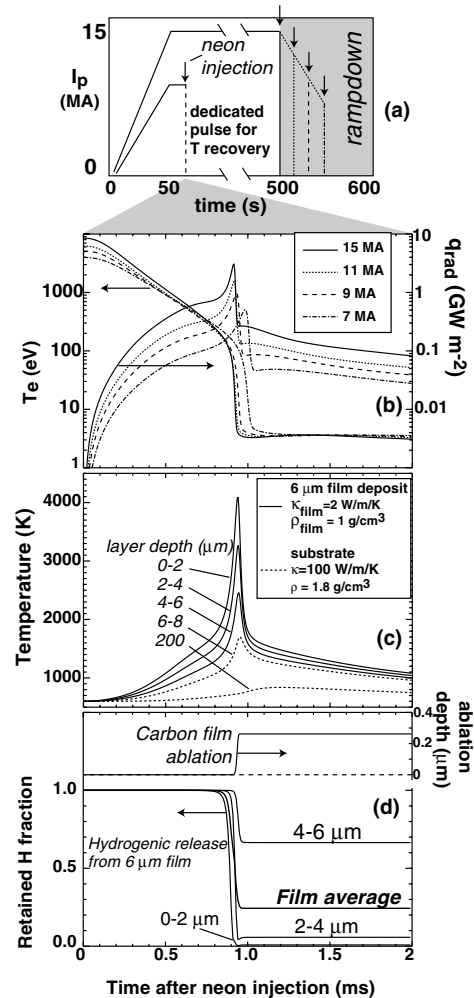 15
I_p
(MA)
0
neon
injection
dedicated
pulse for
T recovery
rampdown
(a)
0 50 500 600
time (s)
1000
100
10
1
T_e (eV)
15 MA
11 MA
9 MA
7 MA
10
1
0.1
0.01
q_rad (GW m^-2)
(b)
4000
3000
2000
1000
Temperature (K)
6 μm film deposit
κ_film=2 W/m/K
ρ_film = 1 g/cm^3
substrate
κ=100 W/m/K
ρ = 1.8 g/cm^3
layer depth (μm)
0-2
2-4
4-6
6-8
200
(c)
0.4
0.2
0
ablation
depth (μm)
Carbon film
ablation
(d)
1.0
0.5
0.0
Retained H fraction
Hydrogenic release
from 6 μm film
4-6 μm
Film average
0-2 μm
2-4 μm
0 0.5 1.0 1.5 2
Time after neon injection (ms)